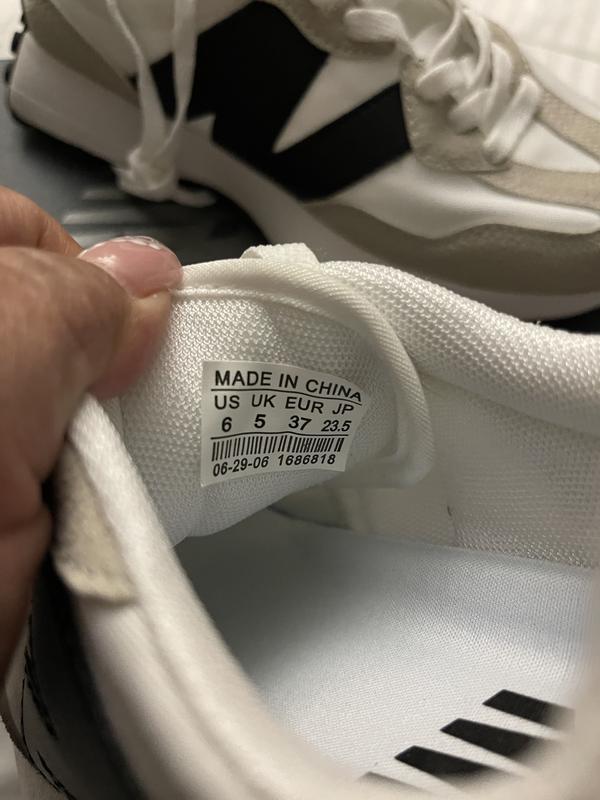 MADE IN CHINA
US UK EUR JP
6 5 37 23.5
06-29-06 1686818